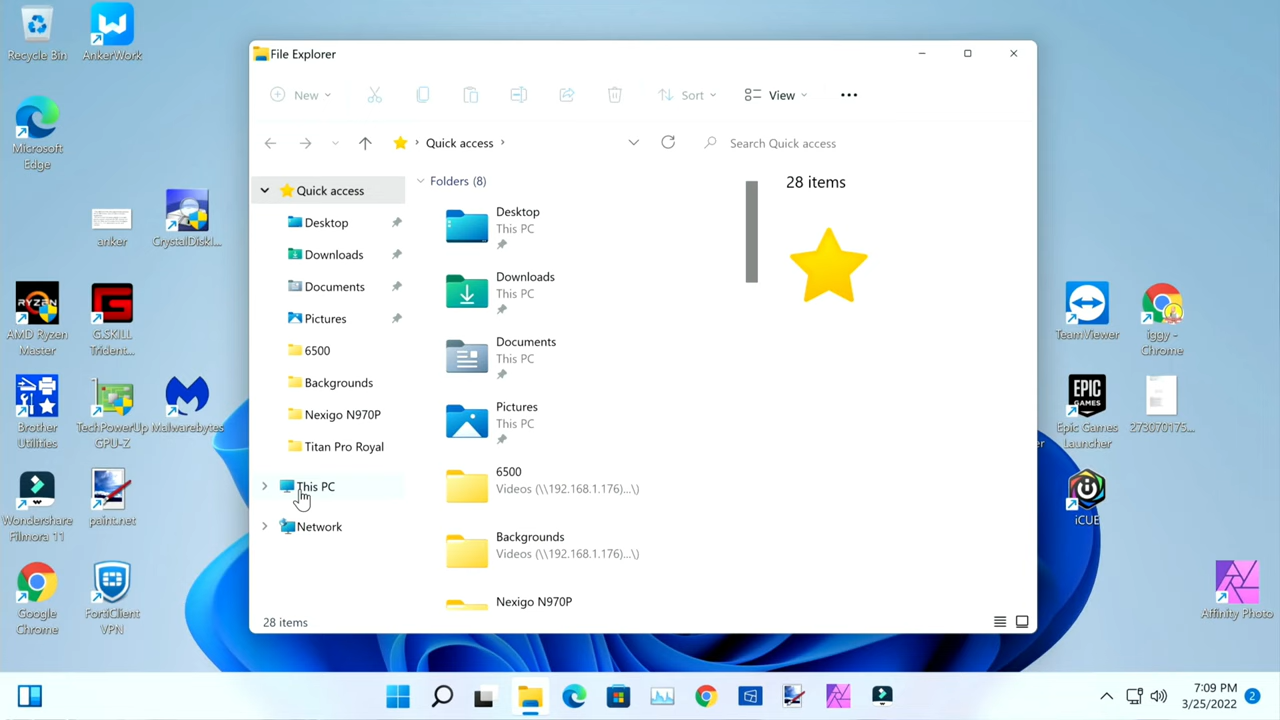 Recycle Bin
AnkerWork
Microsoft
Edge
anker
CrystalDiskI...
AMD Ryzen
Master
G.SKILL
Trident...
Brother
Utilities
TechPowerUp
GPU-Z
Malwarebytes
Wondershare
Filmora 11
paint.net
Google
Chrome
FortiClient
VPN
File Explorer
New
Sort
View
Quick access
Search Quick access
Quick access
Desktop
Downloads
Documents
Pictures
6500
Backgrounds
Nexigo N970P
Titan Pro Royal
This PC
Network
Folders (8)
Desktop
This PC
Downloads
This PC
Documents
This PC
Pictures
This PC
6500
Videos (\\192.168.1.176)...\)
Backgrounds
Videos (\\192.168.1.176)...\)
Nexigo N970P
28 items
28 items
TeamViewer
iggy -
Chrome
EPIC
GAMES
Epic Games
Launcher
273070175...
er
iCUE
Affinity Photo
RYZEN
7:09 PM
3/25/2022
2